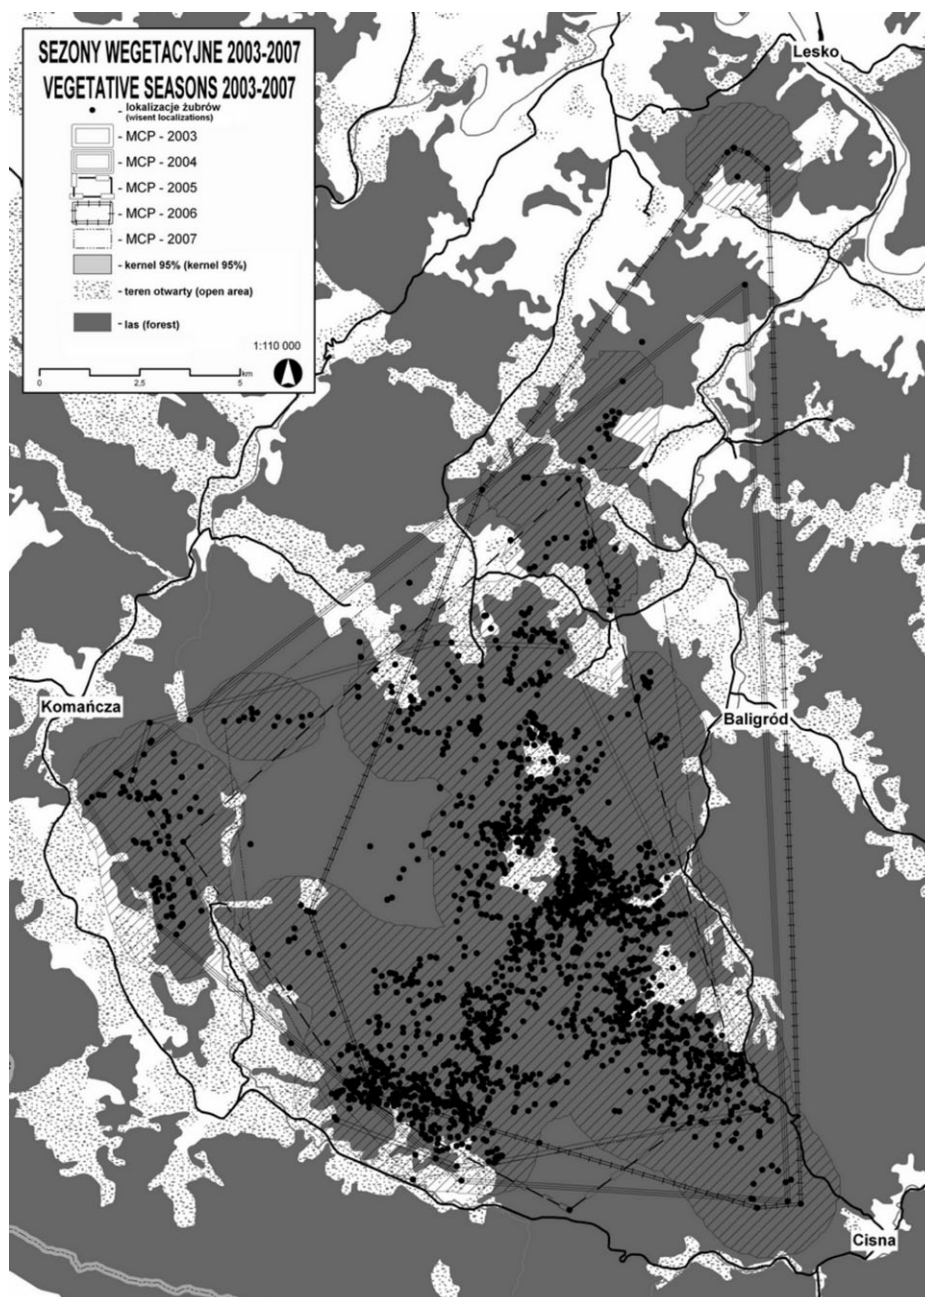 SEZONY WEGETACYJNE 2003-2007
VEGETATIVE SEASONS 2003-2007
- lokalizacje żubrów
(wisent localizations)
- MCP - 2003
- MCP - 2004
- MCP - 2005
- MCP - 2006
- MCP - 2007
- kernel 95% (kernel 95%)
- teren otwarty (open area)
- las (forest)
1:110 000
0 2,5 5 km
Lesko
Komańcza
Baligród
Cisna